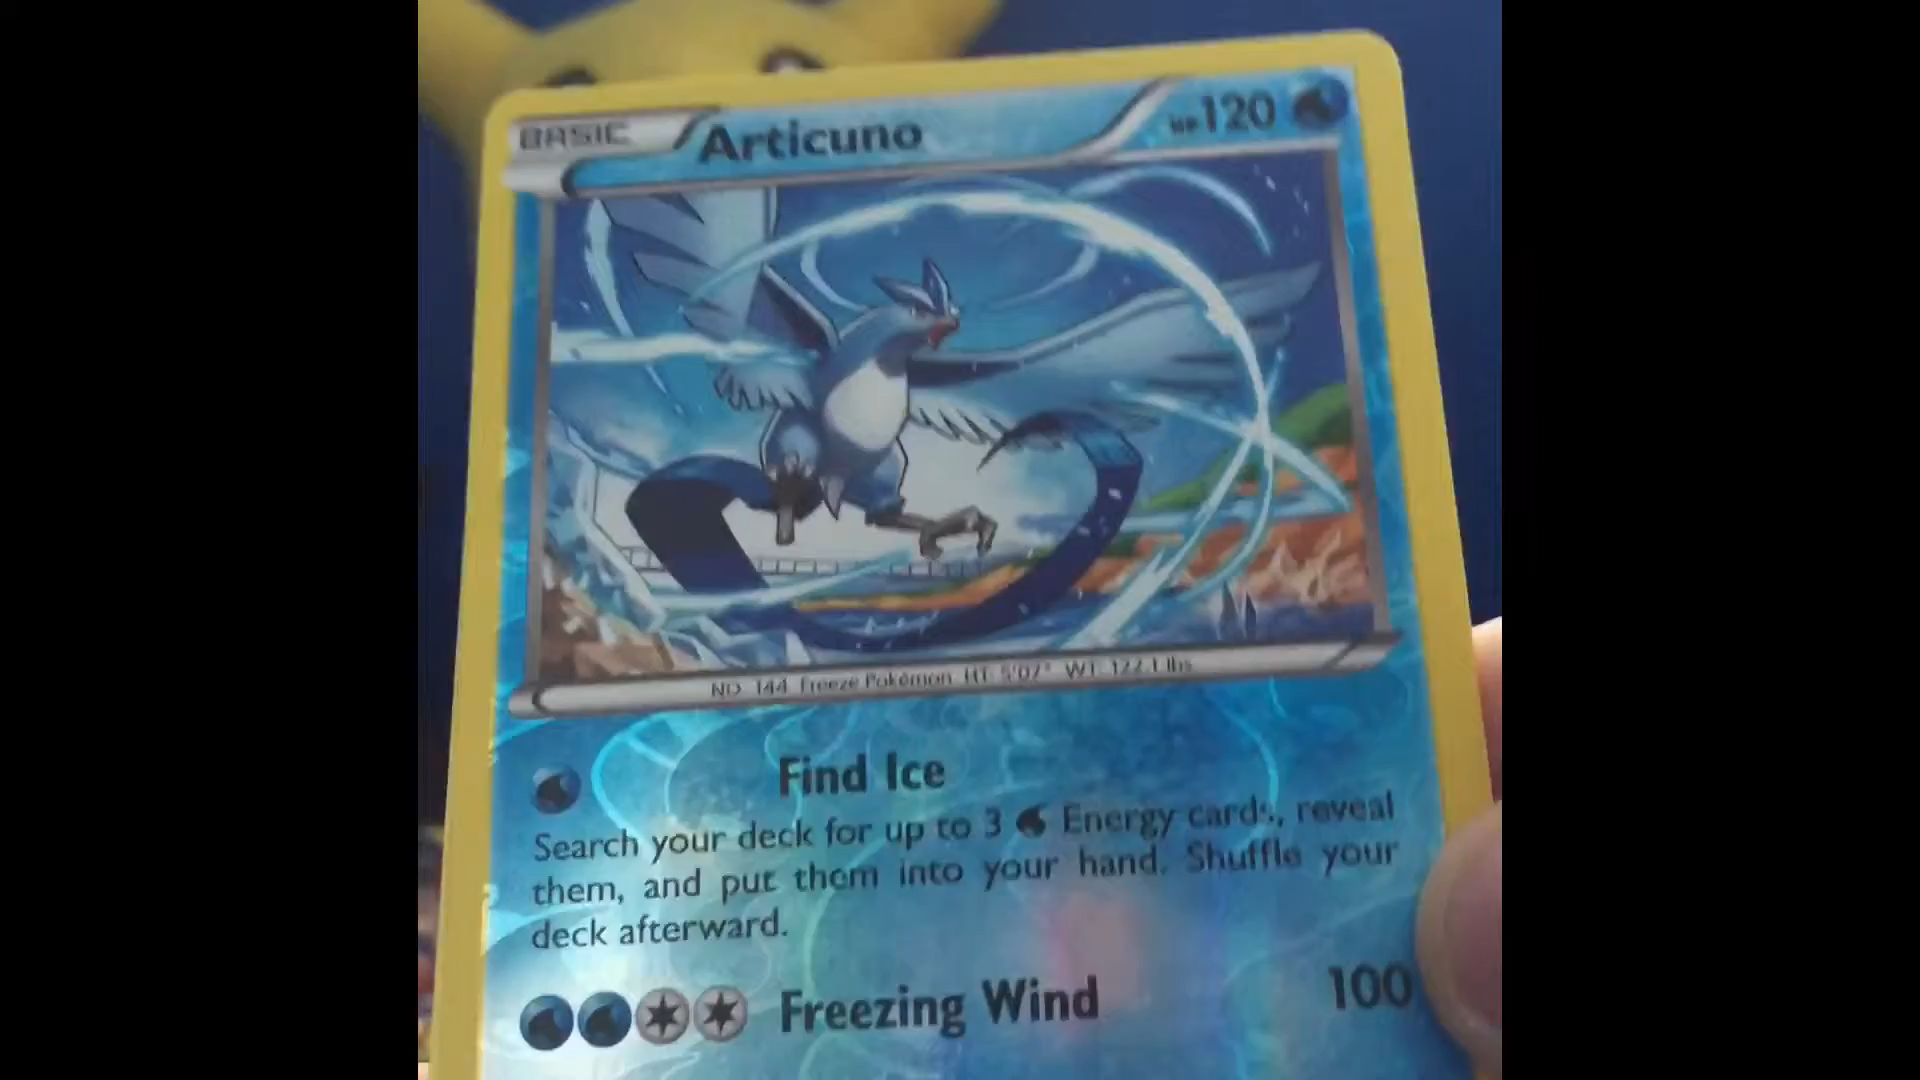 BASIC Articuno HP120
NO. 144 Freeze Pokémon HT: 5'07" WT: 122.1 lbs
Find Ice
Search your deck for up to 3 Energy cards, reveal
them, and put them into your hand. Shuffle your
deck afterward.
Freezing Wind 100